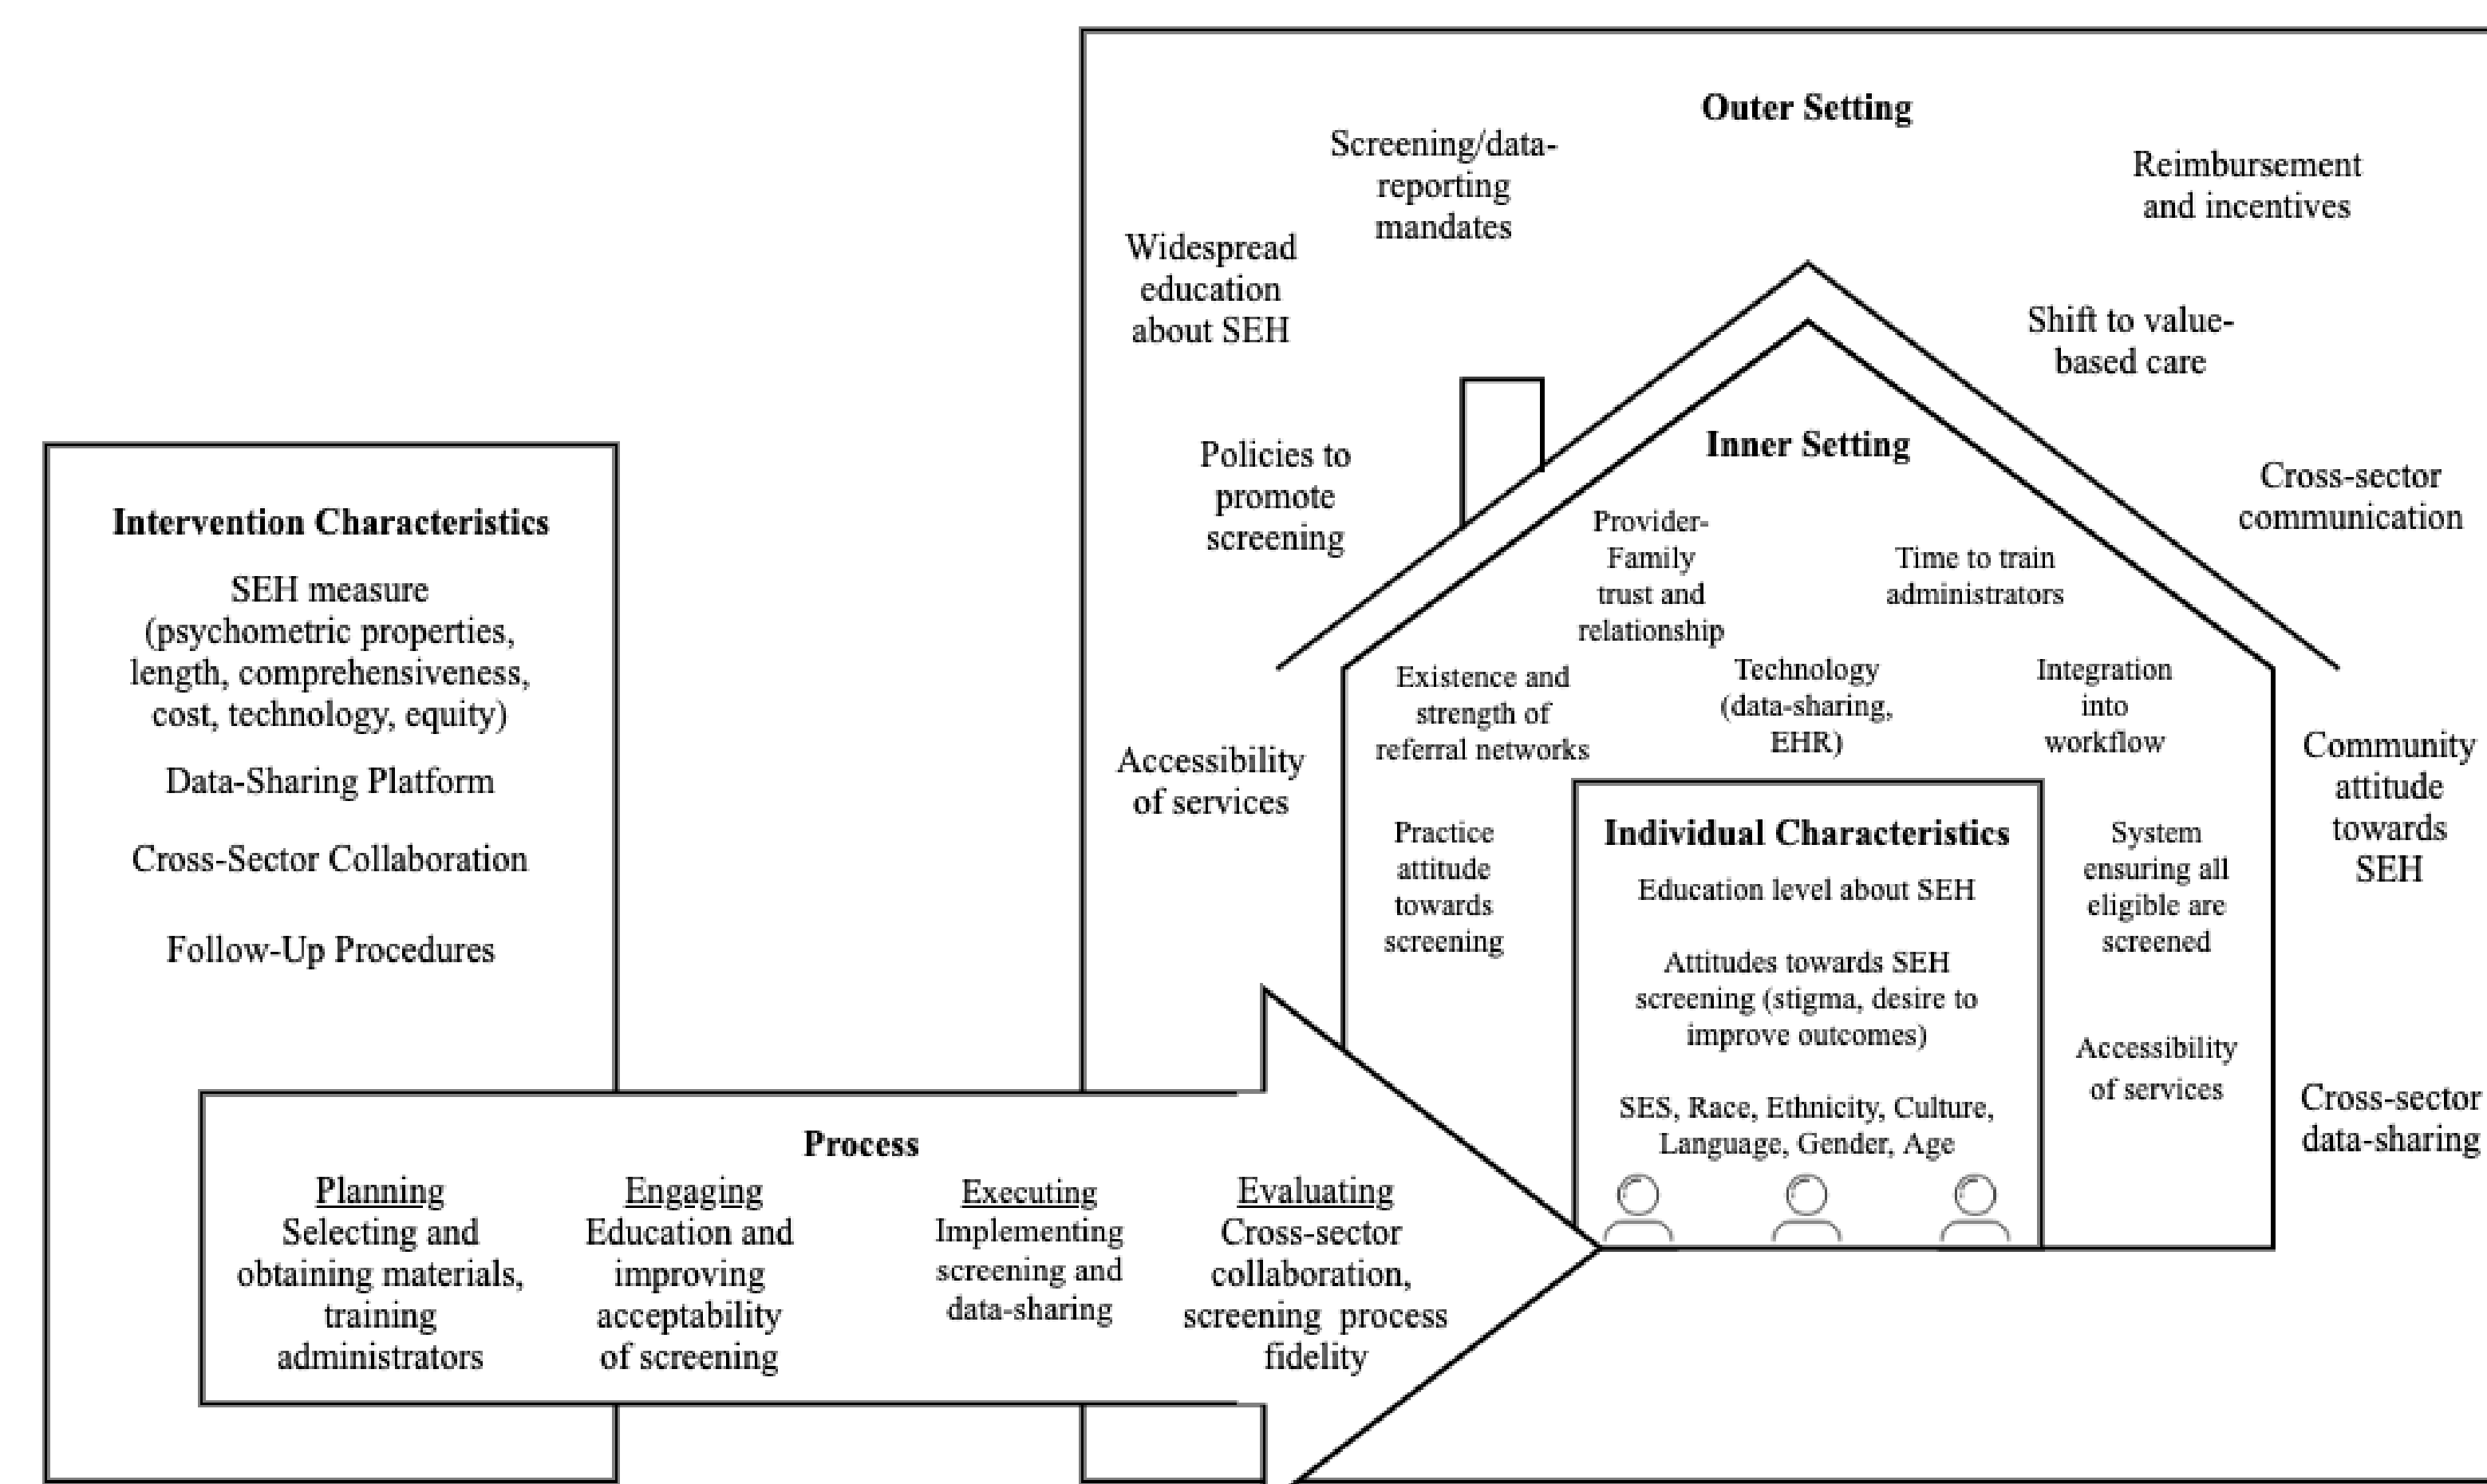 Outer Setting
Screening/data-
reporting
mandates
Reimbursement
and incentives
Widespread
education
about SEH
Shift to value-
based care
Policies to
promote
screening
Cross-sector
communication
Accessibility
of services
Community
attitude
towards
SEH
Cross-sector
data-sharing
Inner Setting
Provider-
Family
trust and
relationship
Time to train
administrators
Existence and
strength of
referral networks
Technology
(data-sharing,
EHR)
Integration
into
workflow
Practice
attitude
towards
screening
System
ensuring all
eligible are
screened
Accessibility
of services
Individual Characteristics
Education level about SEH
Attitudes towards SEH
screening (stigma, desire to
improve outcomes)
SES, Race, Ethnicity, Culture,
Language, Gender, Age
Intervention Characteristics
SEH measure
(psychometric properties,
length, comprehensiveness,
cost, technology, equity)
Data-Sharing Platform
Cross-Sector Collaboration
Follow-Up Procedures
Process
Planning
Selecting and
obtaining materials,
training
administrators
Engaging
Education and
improving
acceptability
of screening
Executing
Implementing
screening and
data-sharing
Evaluating
Cross-sector
collaboration,
screening process
fidelity